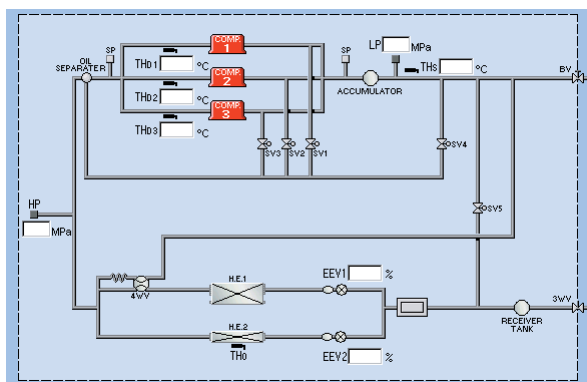 SP
COMP.
1
SP
LP
MPa
OIL
SEPARATER
THD1
°C
THs
°C
BV
COMP.
2
ACCUMULATOR
THD2
°C
COMP.
3
THD3
°C
SV3
SV2
SV1
SV4
HP
MPa
SV5
H.E.1
EEV1
%
4WV
3WV
RECEIVER
TANK
H.E.2
THo
EEV2
%